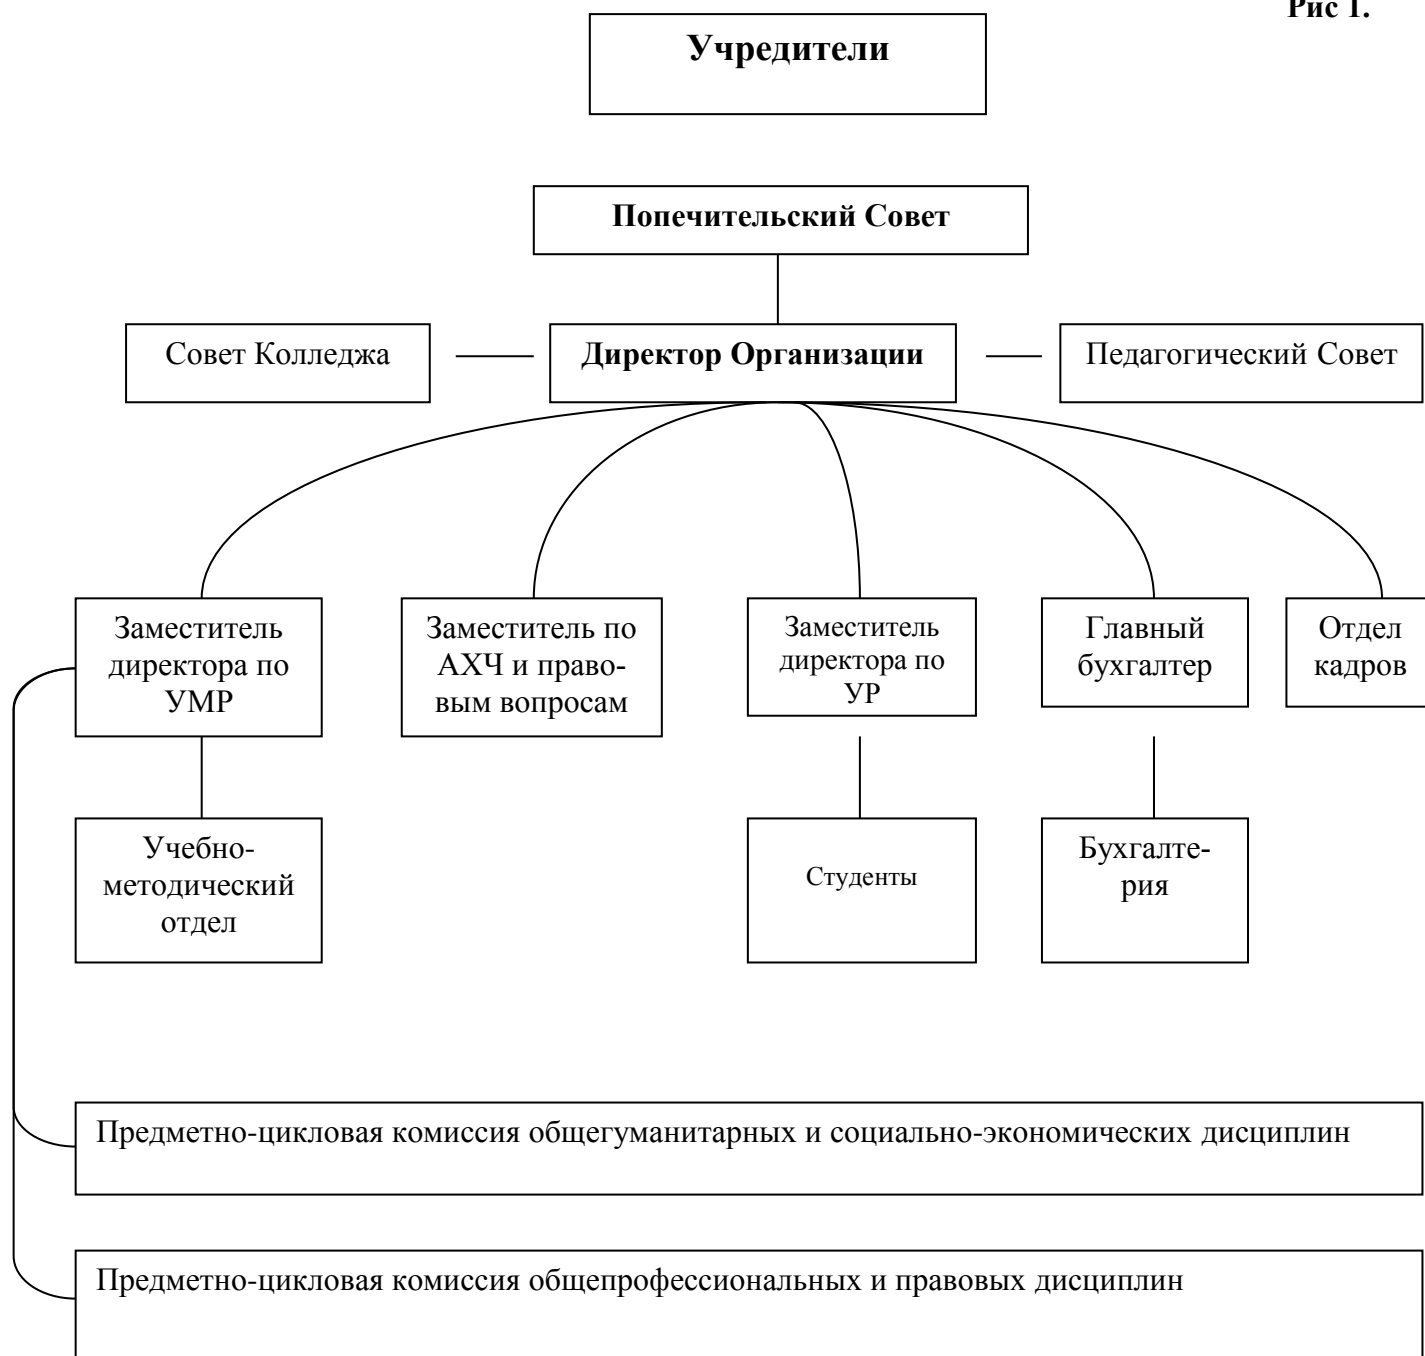 Рис 1.
Учредители
Попечительский Совет
Совет Колледжа
Директор Организации
Педагогический Совет
Заместитель
директора по
УМР
Заместитель по
АХЧ и право-
вым вопросам
Заместитель
директора по
УР
Главный
бухгалтер
Отдел
кадров
Учебно-
методический
отдел
Студенты
Бухгалте-
рия
Предметно-цикловая комиссия общегуманитарных и социально-экономических дисциплин
Предметно-цикловая комиссия общепрофессиональных и правовых дисциплин